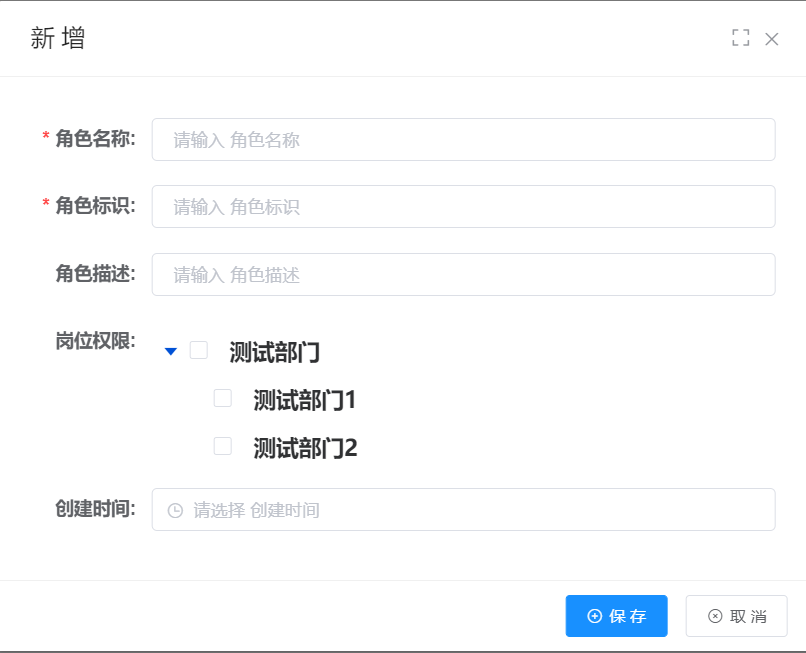 新 增
* 角色名称: 请输入 角色名称
* 角色标识: 请输入 角色标识
角色描述: 请输入 角色描述
岗位权限: 测试部门
测试部门1
测试部门2
创建时间: 请选择 创建时间
保 存 取 消